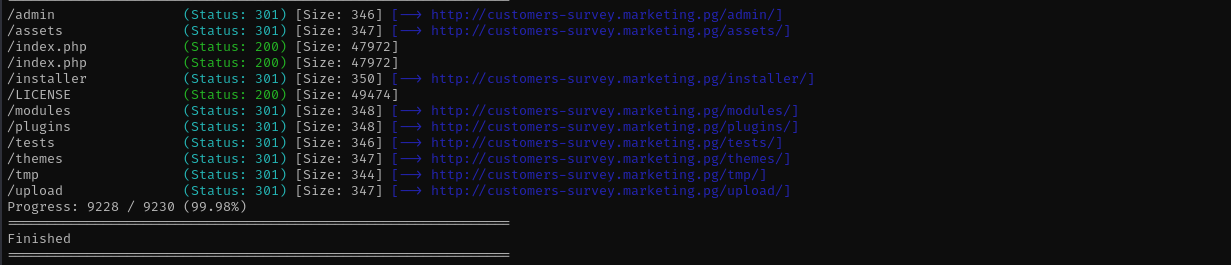 /admin (Status: 301) [Size: 346] [--> http://customers-survey.marketing.pg/admin/]
/assets (Status: 301) [Size: 347] [--> http://customers-survey.marketing.pg/assets/]
/index.php (Status: 200) [Size: 47972]
/index.php (Status: 200) [Size: 47972]
/installer (Status: 301) [Size: 350] [--> http://customers-survey.marketing.pg/installer/]
/LICENSE (Status: 200) [Size: 49474]
/modules (Status: 301) [Size: 348] [--> http://customers-survey.marketing.pg/modules/]
/plugins (Status: 301) [Size: 348] [--> http://customers-survey.marketing.pg/plugins/]
/tests (Status: 301) [Size: 346] [--> http://customers-survey.marketing.pg/tests/]
/themes (Status: 301) [Size: 347] [--> http://customers-survey.marketing.pg/themes/]
/tmp (Status: 301) [Size: 344] [--> http://customers-survey.marketing.pg/tmp/]
/upload (Status: 301) [Size: 347] [--> http://customers-survey.marketing.pg/upload/]
Progress: 9228 / 9230 (99.98%)
===============================================================
Finished
===============================================================